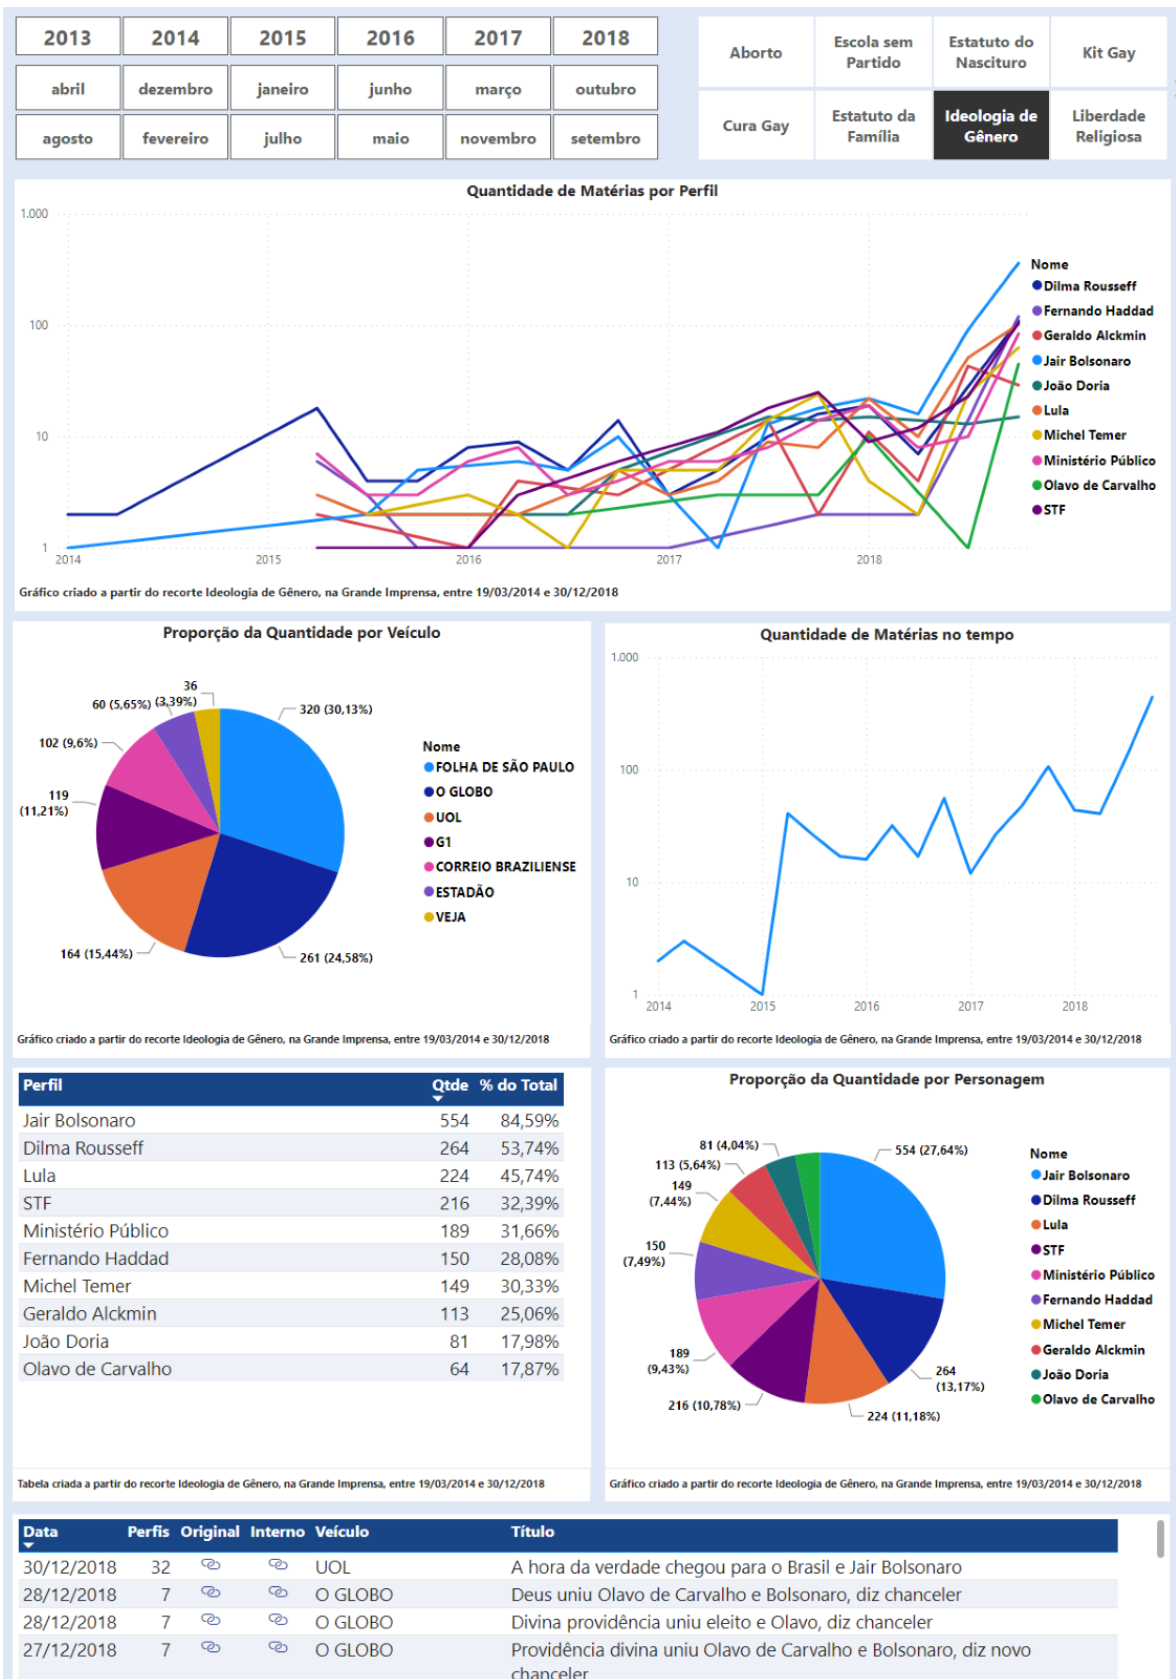 2013 2014 2015 2016 2017 2018
abril dezembro janeiro junho março outubro
agosto fevereiro julho maio novembro setembro
Aborto Escola sem Partido Estatuto do Nascituro Kit Gay
Cura Gay Estatuto da Família Ideologia de Gênero Liberdade Religiosa
Quantidade de Matérias por Perfil
1.000
100
10
1
2014 2015 2016 2017 2018
Nome
Dilma Rousseff
Fernando Haddad
Geraldo Alckmin
Jair Bolsonaro
João Doria
Lula
Michel Temer
Ministério Público
Olavo de Carvalho
STF
Gráfico criado a partir do recorte Ideologia de Gênero, na Grande Imprensa, entre 19/03/2014 e 30/12/2018
Proporção da Quantidade por Veículo
36
(3,39%)
60 (5,65%)
320 (30,13%)
102 (9,6%)
119
(11,21%)
164 (15,44%)
261 (24,58%)
Nome
FOLHA DE SÃO PAULO
O GLOBO
UOL
G1
CORREIO BRAZILIENSE
ESTADÃO
VEJA
Gráfico criado a partir do recorte Ideologia de Gênero, na Grande Imprensa, entre 19/03/2014 e 30/12/2018
Quantidade de Matérias no tempo
1.000
100
10
1
2014 2015 2016 2017 2018
Gráfico criado a partir do recorte Ideologia de Gênero, na Grande Imprensa, entre 19/03/2014 e 30/12/2018
Perfil Qtde % do Total
Jair Bolsonaro 554 84,59%
Dilma Rousseff 264 53,74%
Lula 224 45,74%
STF 216 32,39%
Ministério Público 189 31,66%
Fernando Haddad 150 28,08%
Michel Temer 149 30,33%
Geraldo Alckmin 113 25,06%
João Doria 81 17,98%
Olavo de Carvalho 64 17,87%
Tabela criada a partir do recorte Ideologia de Gênero, na Grande Imprensa, entre 19/03/2014 e 30/12/2018
Proporção da Quantidade por Personagem
81 (4,04%)
554 (27,64%)
113 (5,64%)
149
(7,44%)
150
(7,49%)
189
(9,43%)
216 (10,78%)
264
(13,17%)
224 (11,18%)
Nome
Jair Bolsonaro
Dilma Rousseff
Lula
STF
Ministério Público
Fernando Haddad
Michel Temer
Geraldo Alckmin
João Doria
Olavo de Carvalho
Gráfico criado a partir do recorte Ideologia de Gênero, na Grande Imprensa, entre 19/03/2014 e 30/12/2018
Data Perfis Original Interno Veículo Título
30/12/2018 32 UOL A hora da verdade chegou para o Brasil e Jair Bolsonaro
28/12/2018 7 O GLOBO Deus uniu Olavo de Carvalho e Bolsonaro, diz chanceler
28/12/2018 7 O GLOBO Divina providência uniu eleito e Olavo, diz chanceler
27/12/2018 7 O GLOBO Providência divina uniu Olavo de Carvalho e Bolsonaro, diz novo
chanceler